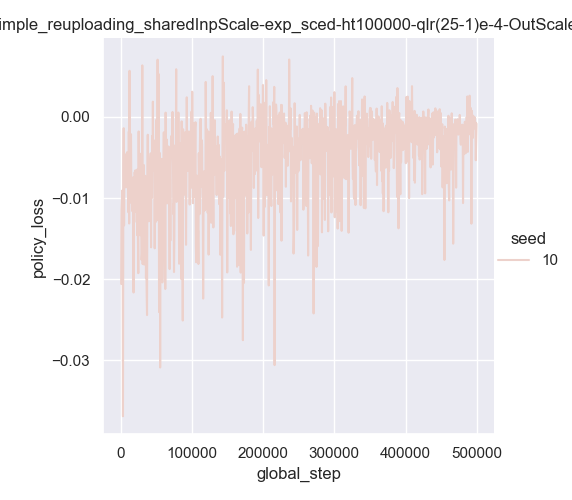 imple_reuploading_sharedInpScale-exp_sced-ht100000-qlr(25-1)e-4-OutScale
0.00
−0.01
−0.02
−0.03
policy_loss
0
100000
200000
300000
400000
500000
global_step
seed
10